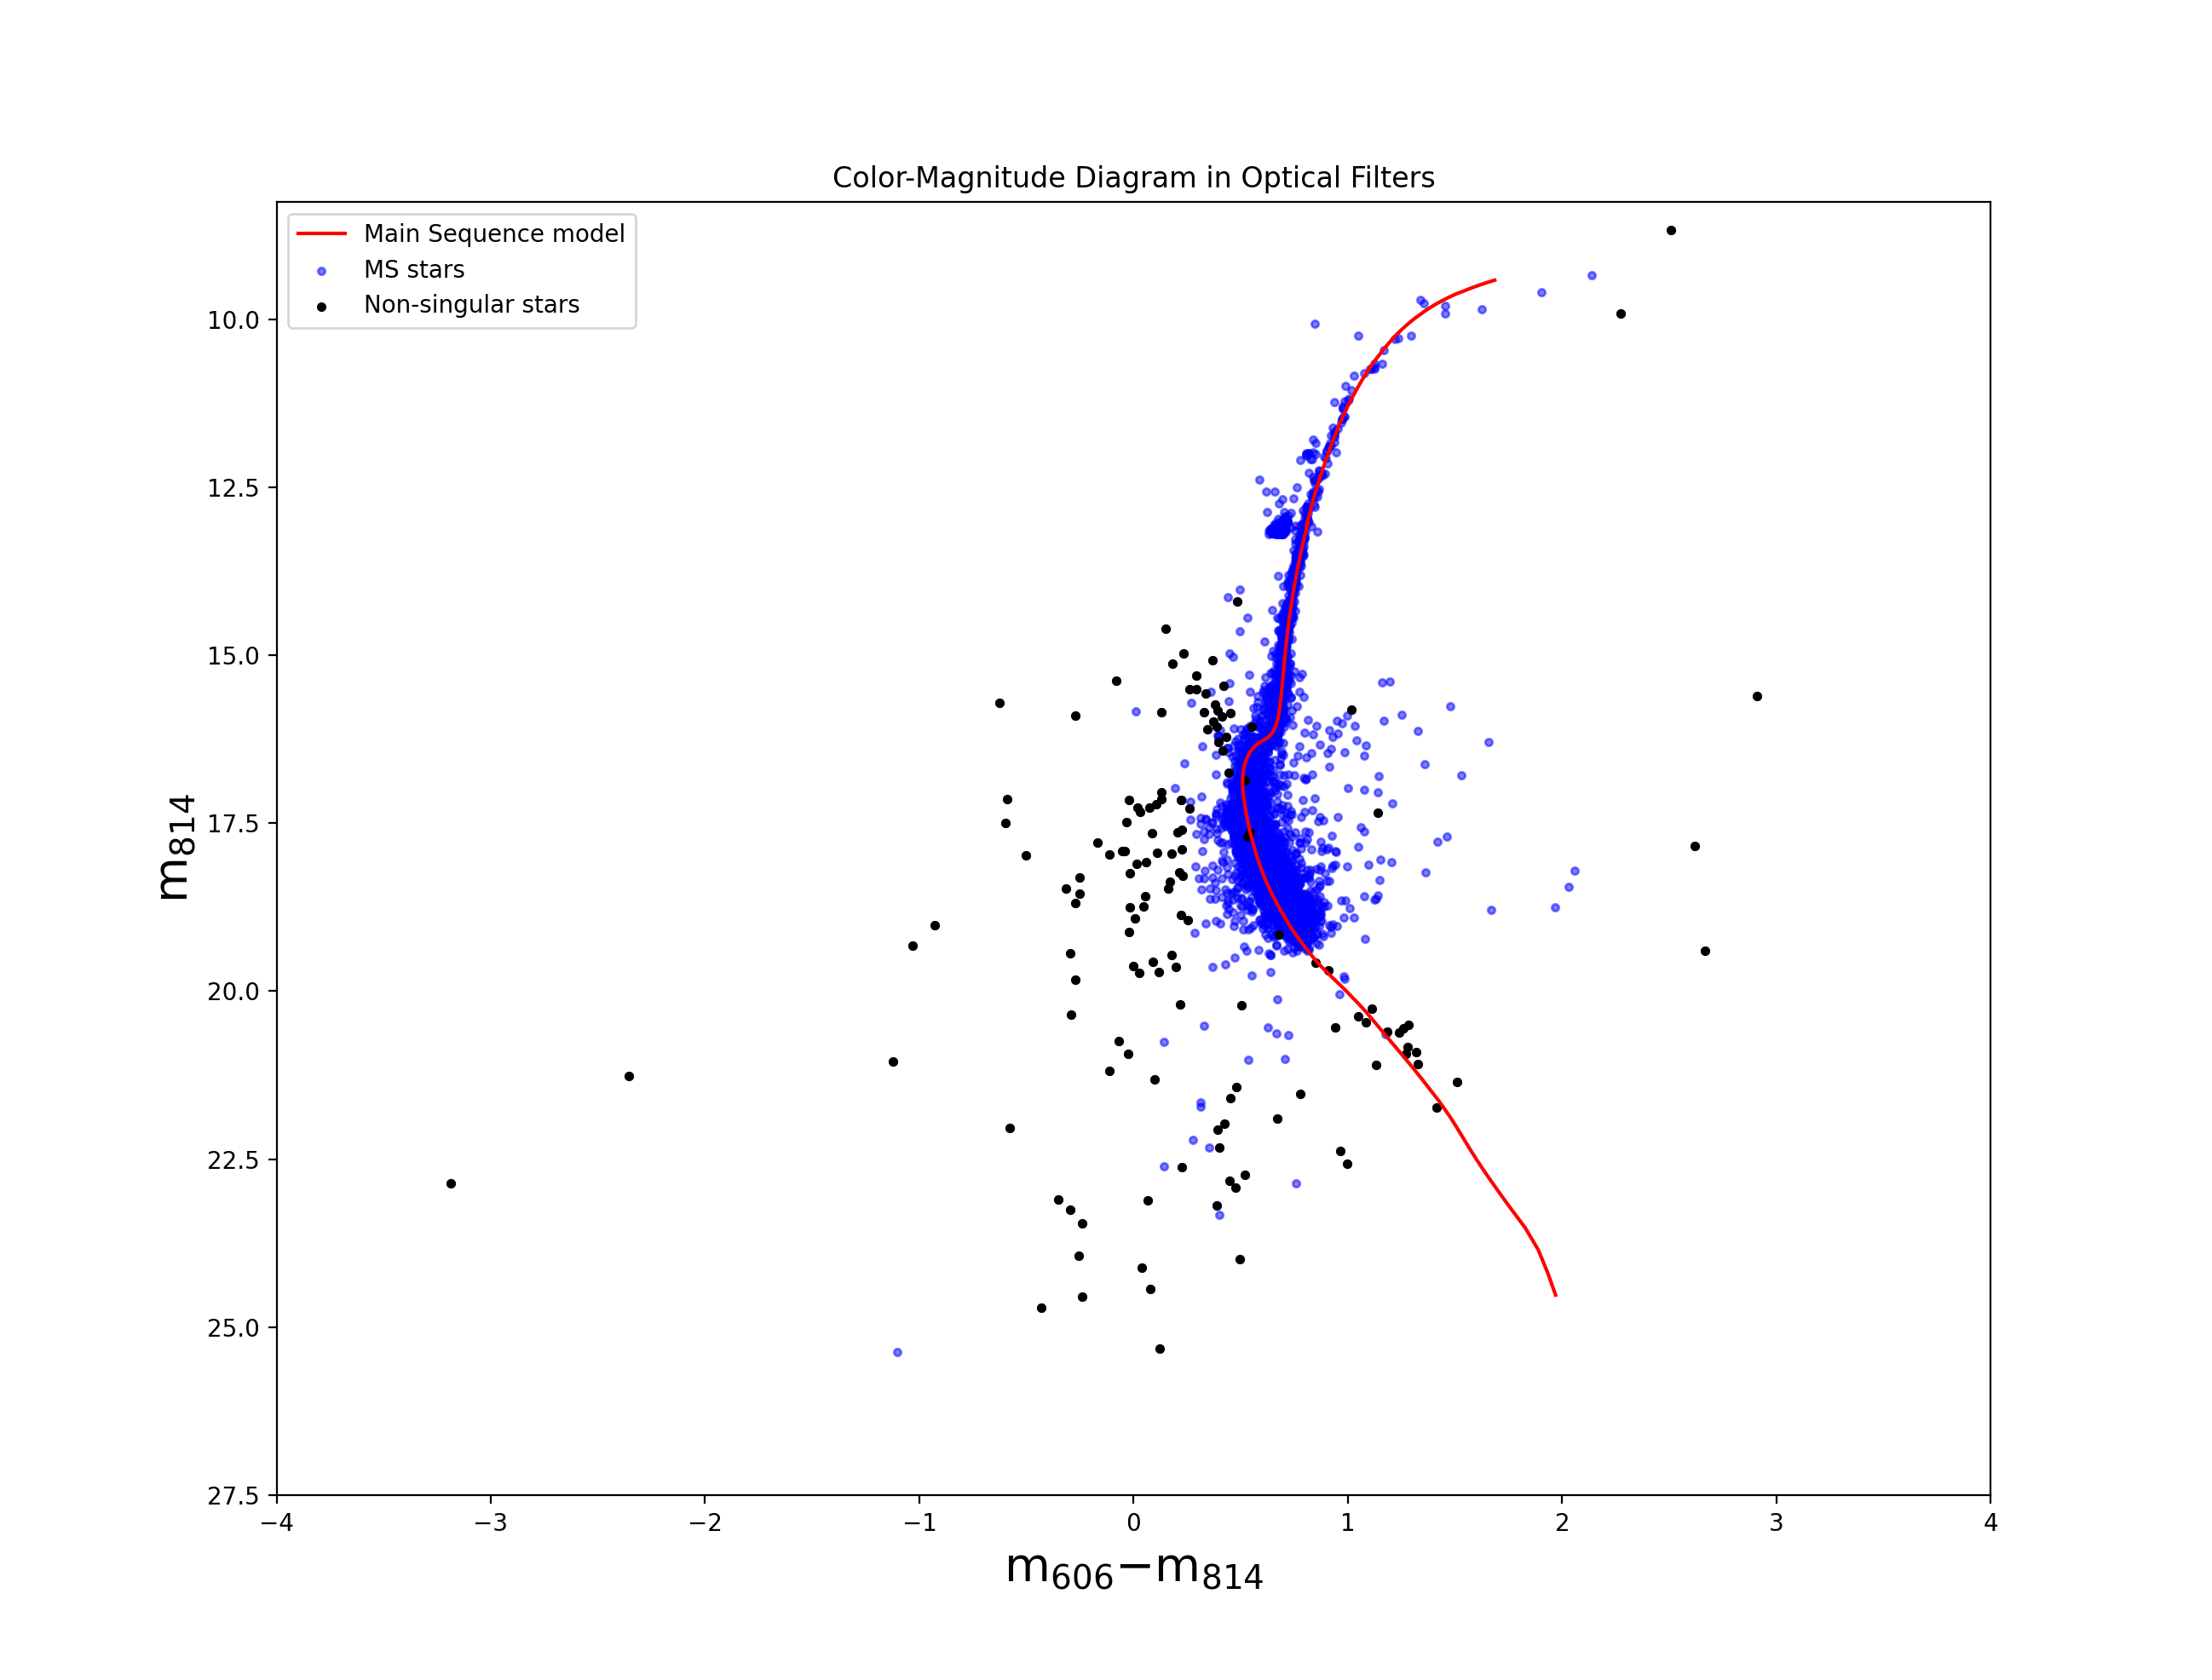 Color-Magnitude Diagram in Optical Filters
Main Sequence model
MS stars
Non-singular stars
10.0
12.5
15.0
17.5
20.0
22.5
25.0
27.5
m814
−4 −3 −2 −1 0 1 2 3 4
m606−m814